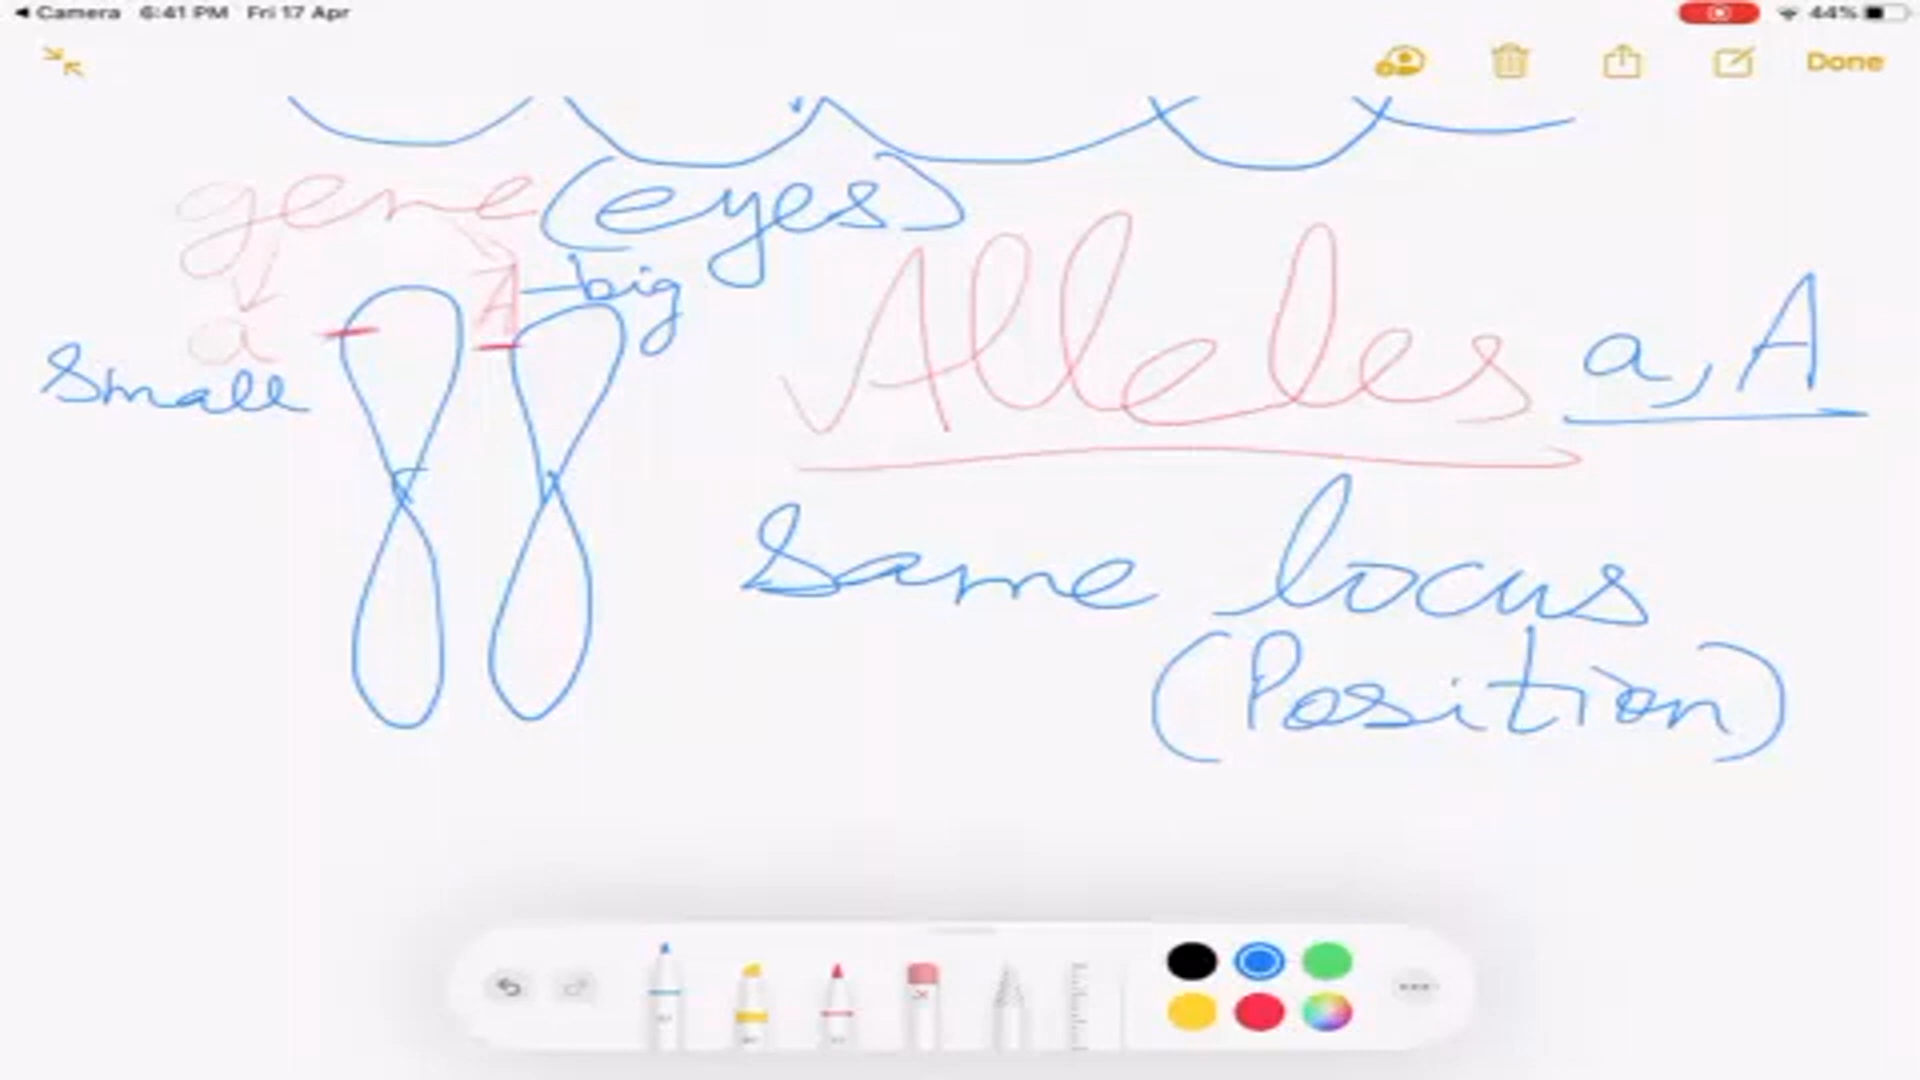 Camera 6:41 PM Fri 17 Apr 44%
Done
gene (eyes)
A - big
a
Small
Alleles a, A
Same locus
(Position)